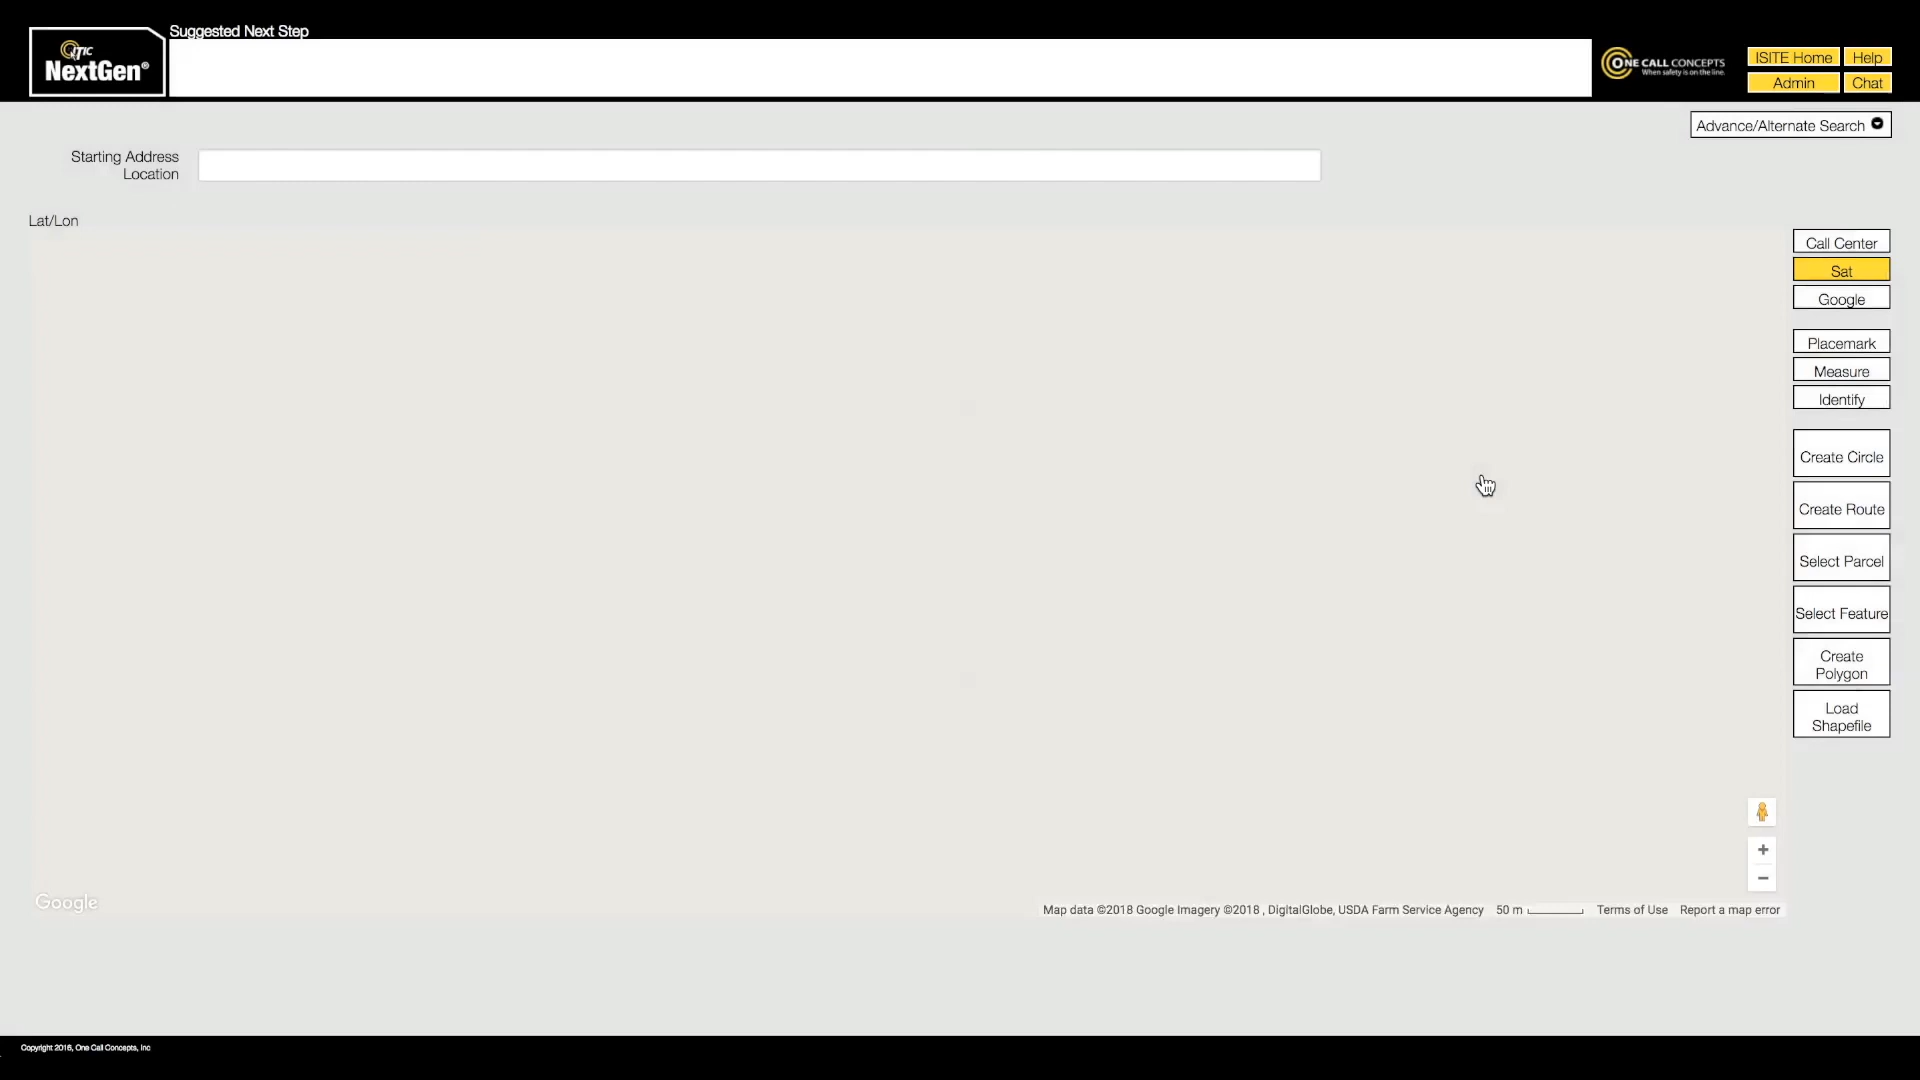 Suggested Next Step
ITIC
NextGen®
ONE CALL CONCEPTS
When safety is on the line.
ISITE Home
Help
Admin
Chat
Advance/Alternate Search
Starting Address
Location
Lat/Lon
Call Center
Sat
Google
Placemark
Measure
Identify
Create Circle
Create Route
Select Parcel
Select Feature
Create
Polygon
Load
Shapefile
+
−
Google
Map data ©2018 Google Imagery ©2018 , DigitalGlobe, USDA Farm Service Agency
50 m
Terms of Use
Report a map error
Copyright 2016, One Call Concepts, Inc